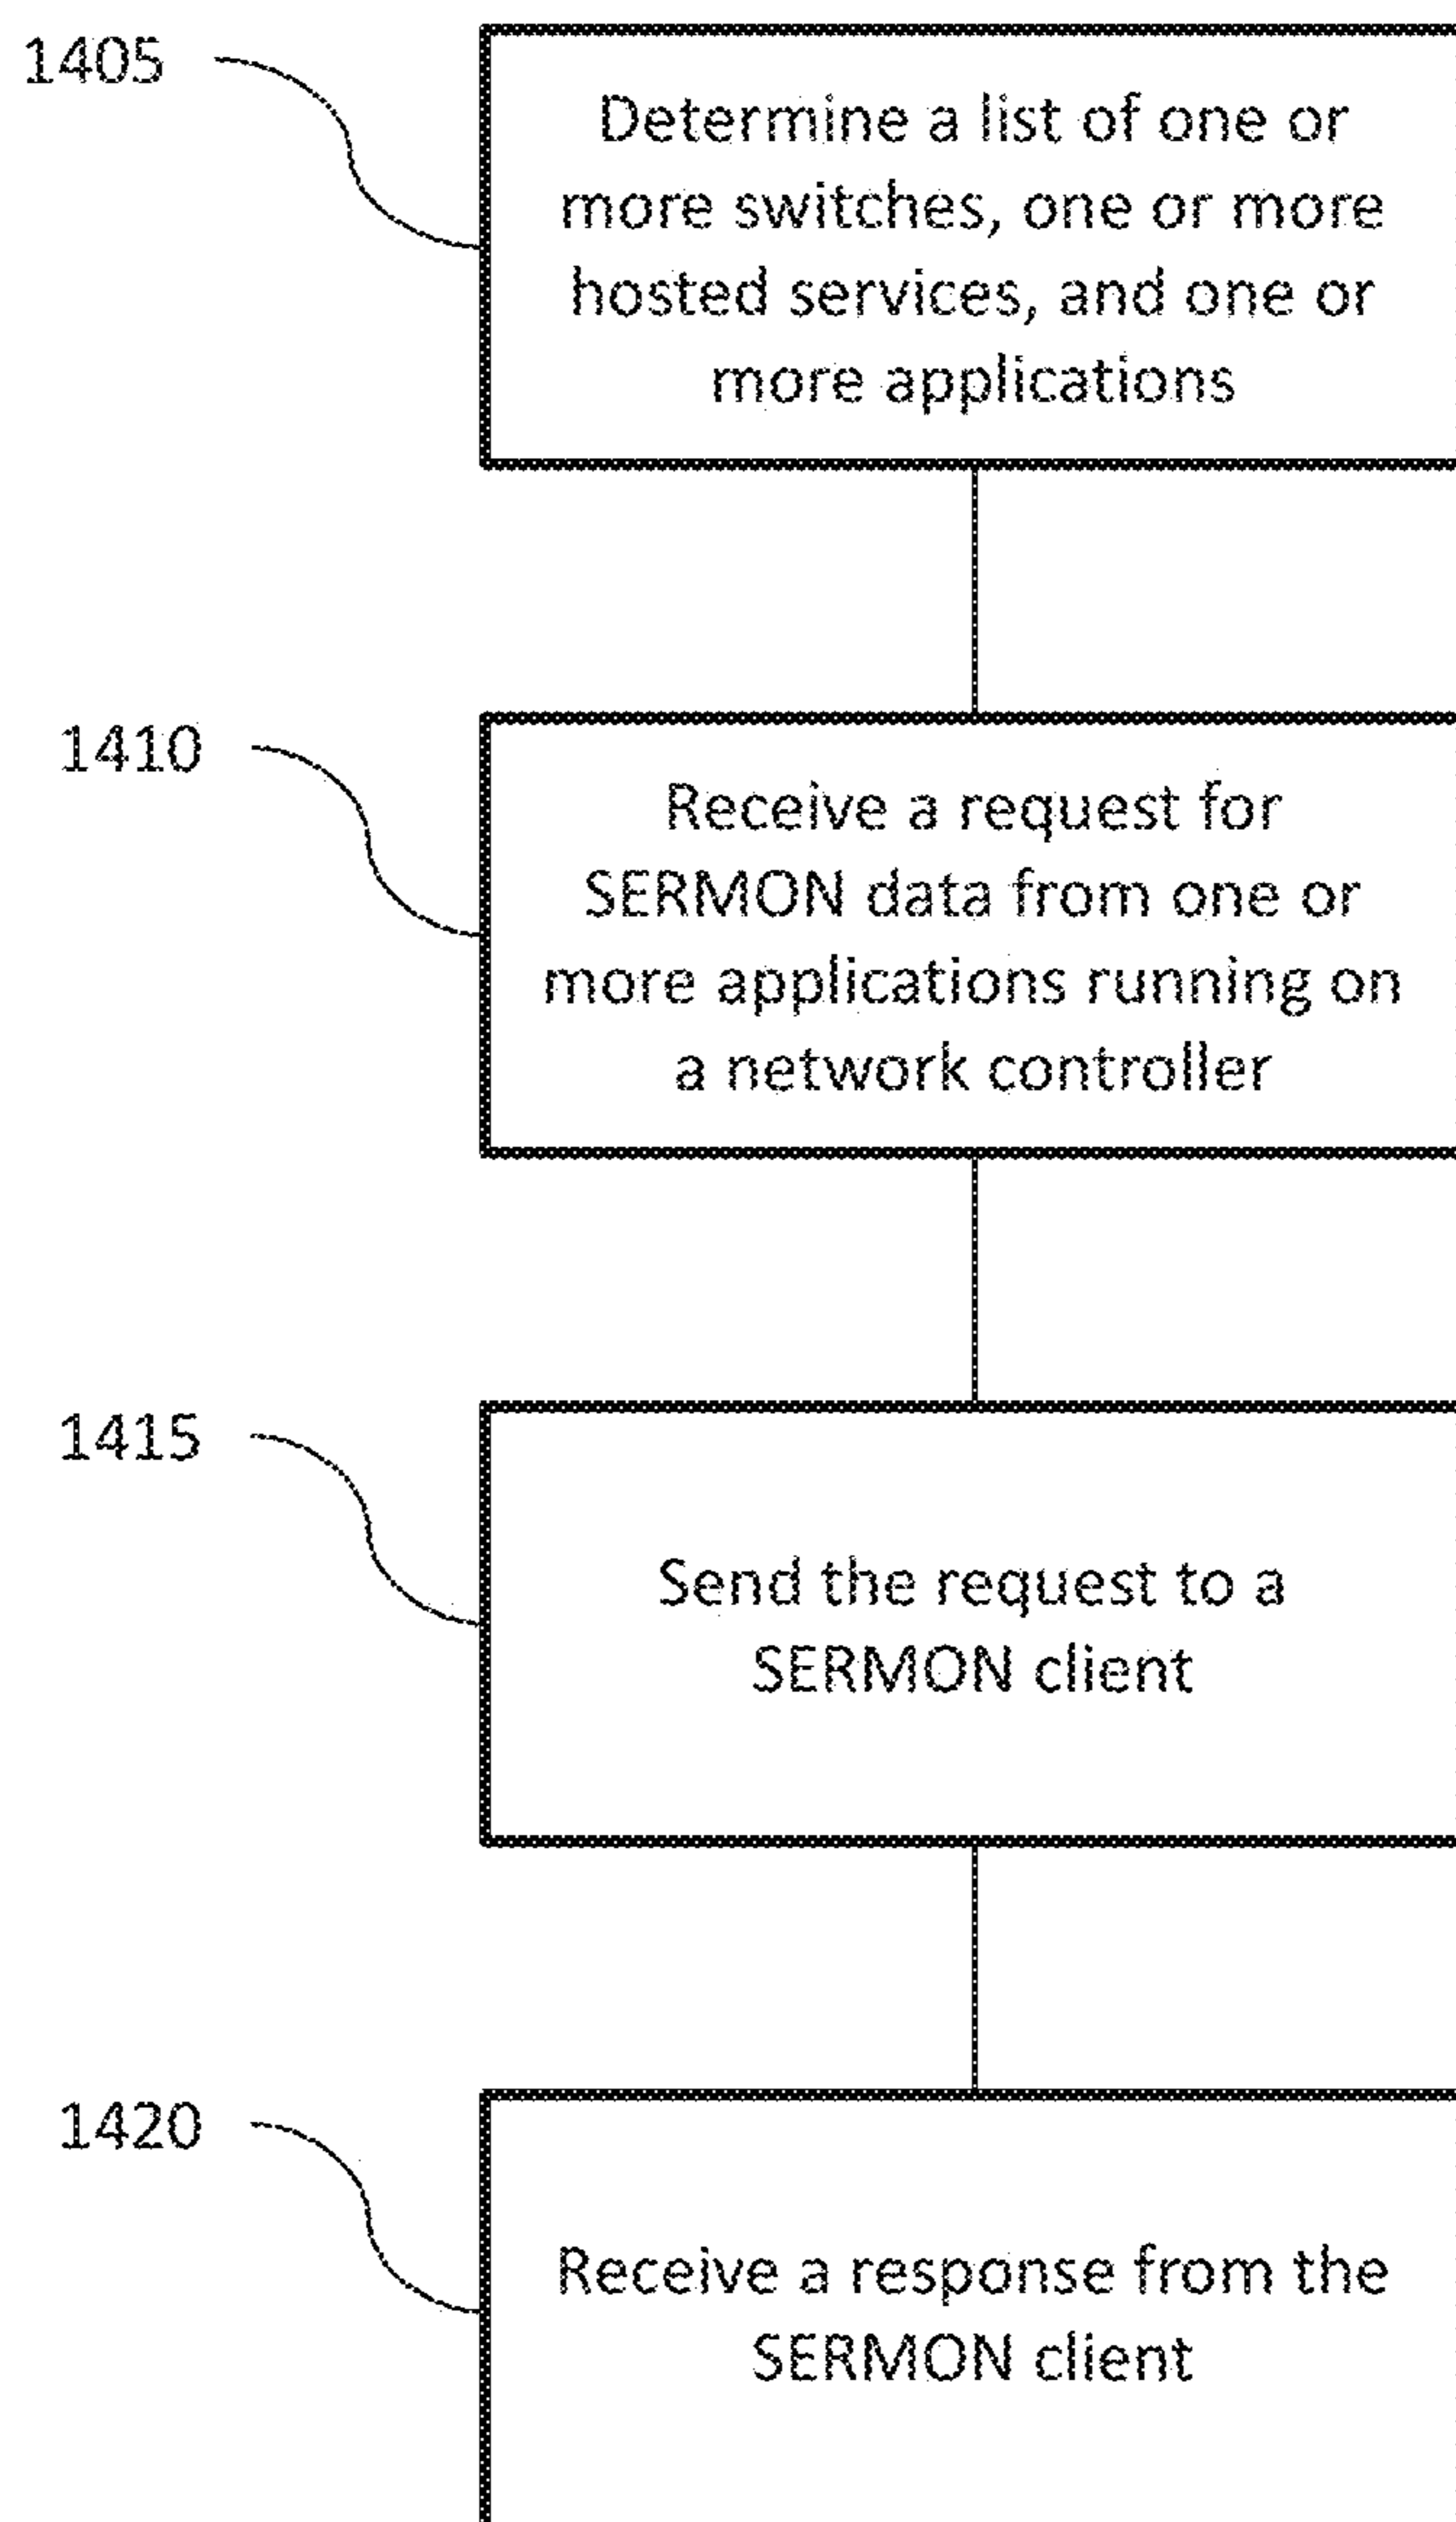 1405
Determine a list of one or
more switches, one or more
hosted services, and one or
more applications
1410
Receive a request for
SERMON data from one or
more applications running on
a network controller
1415
Send the request to a
SERMON client
1420
Receive a response from the
SERMON client